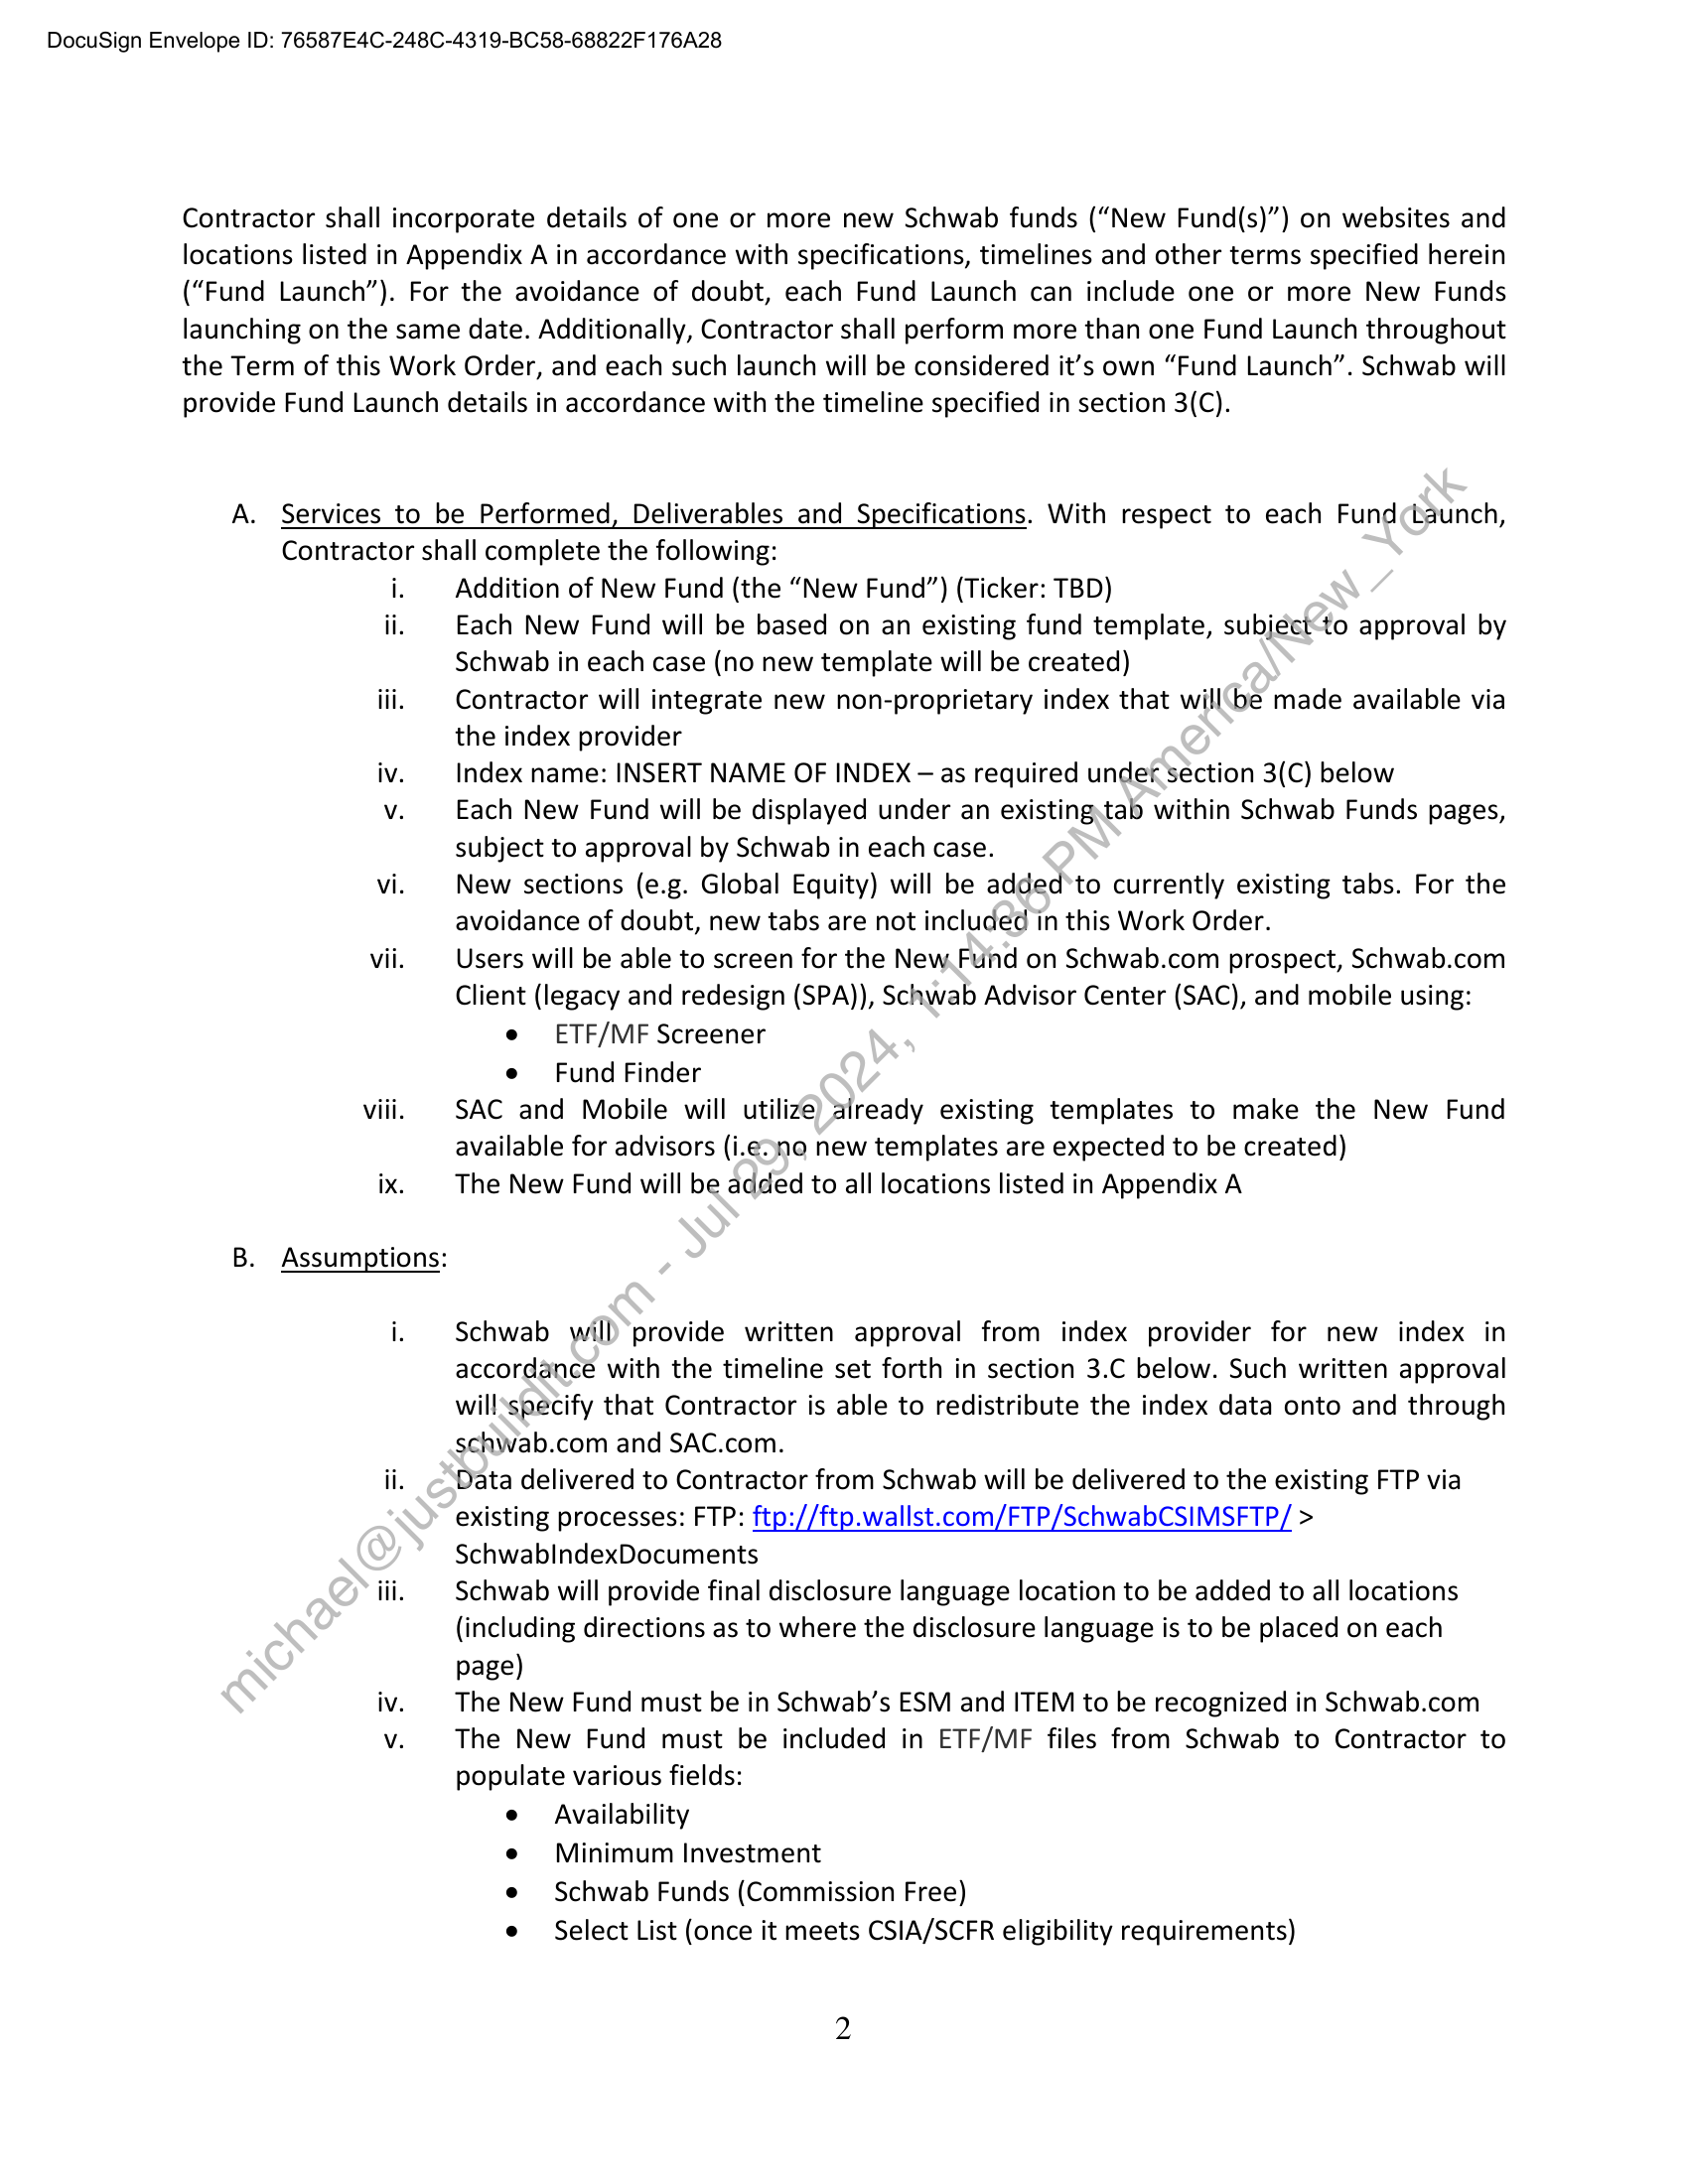 DocuSign Envelope ID: 76587E4C-248C-4319-BC58-68822F176A28
Contractor shall incorporate details of one or more new Schwab funds (“New Fund(s)”) on websites and
locations listed in Appendix A in accordance with specifications, timelines and other terms specified herein
(“Fund Launch”). For the avoidance of doubt, each Fund Launch can include one or more New Funds
launching on the same date. Additionally, Contractor shall perform more than one Fund Launch throughout
the Term of this Work Order, and each such launch will be considered it’s own “Fund Launch”. Schwab will
provide Fund Launch details in accordance with the timeline specified in section 3(C).
A. Services to be Performed, Deliverables and Specifications. With respect to each Fund Launch,
Contractor shall complete the following:
i. Addition of New Fund (the “New Fund”) (Ticker: TBD)
ii. Each New Fund will be based on an existing fund template, subject to approval by
Schwab in each case (no new template will be created)
iii. Contractor will integrate new non-proprietary index that will be made available via
the index provider
iv. Index name: INSERT NAME OF INDEX – as required under section 3(C) below
v. Each New Fund will be displayed under an existing tab within Schwab Funds pages,
subject to approval by Schwab in each case.
vi. New sections (e.g. Global Equity) will be added to currently existing tabs. For the
avoidance of doubt, new tabs are not included in this Work Order.
vii. Users will be able to screen for the New Fund on Schwab.com prospect, Schwab.com
Client (legacy and redesign (SPA)), Schwab Advisor Center (SAC), and mobile using:
• ETF/MF Screener
• Fund Finder
viii. SAC and Mobile will utilize already existing templates to make the New Fund
available for advisors (i.e. no new templates are expected to be created)
ix. The New Fund will be added to all locations listed in Appendix A
B. Assumptions:
i. Schwab will provide written approval from index provider for new index in
accordance with the timeline set forth in section 3.C below. Such written approval
will specify that Contractor is able to redistribute the index data onto and through
schwab.com and SAC.com.
ii. Data delivered to Contractor from Schwab will be delivered to the existing FTP via
existing processes: FTP: ftp://ftp.wallst.com/FTP/SchwabCSIMSFTP/ >
SchwabIndexDocuments
iii. Schwab will provide final disclosure language location to be added to all locations
(including directions as to where the disclosure language is to be placed on each
page)
iv. The New Fund must be in Schwab’s ESM and ITEM to be recognized in Schwab.com
v. The New Fund must be included in ETF/MF files from Schwab to Contractor to
populate various fields:
• Availability
• Minimum Investment
• Schwab Funds (Commission Free)
• Select List (once it meets CSIA/SCFR eligibility requirements)
2
michael@justbuildit.com - Jul 29, 2024, 1:14:36 PM America/New_York